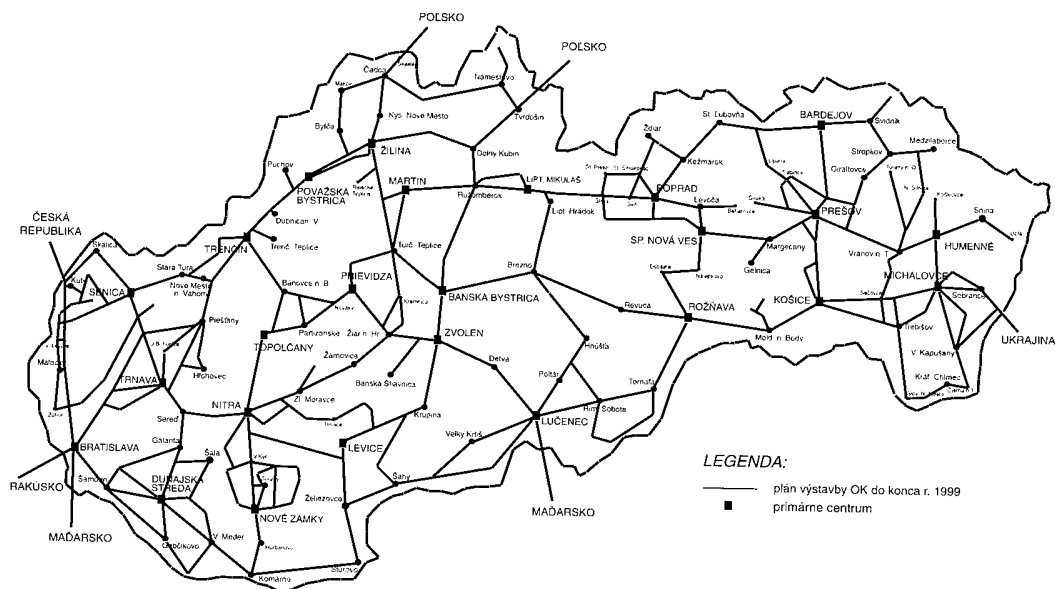 POĽSKO
POĽSKO
Čadca
Námestovo
Tvrdošín
Kys. Nové Mesto
Bytča
ŽILINA
Dolný Kubín
Púchov
POVAŽSKÁ
BYSTRICA
MARTIN
Ružomberok
LIPT. MIKULÁŠ
Lipt. Hrádok
Ždiar
St. Ľubovňa
Kežmarok
POPRAD
Levoča
BARDEJOV
Svidník
Stropkov
Medzilaborce
Giraltovce
PREŠOV
SP. NOVÁ VES
Margecany
Gelnica
Snina
HUMENNÉ
Vranov n. T.
MICHALOVCE
Sobrance
UKRAJINA
KOŠICE
Trebišov
V. Kapušany
Kráľ. Chlmec
Mold. n. Bodv.
ROŽŇAVA
Revúca
Brezno
Hnúšťa
Tornaľa
Rim. Sobota
Poltár
LUČENEC
MAĎARSKO
Detva
ZVOLEN
BANSKÁ BYSTRICA
Turč. Teplice
PRIEVIDZA
Žiar n. Hr.
Žarnovica
Banská Štiavnica
Krupina
Veľký Krtíš
Šahy
LEVICE
Želiezovce
Štúrovo
Komárno
Hurbanovo
NOVÉ ZÁMKY
NITRA
Zl. Moravce
TOPOĽČANY
Partizánske
Bánovce n. B.
Dubnica n. V.
Trenč. Teplice
TRENČÍN
Stará Turá
Nové Mesto
n. Váhom
Piešťany
Hlohovec
ČESKÁ
REPUBLIKA
Skalica
Kúty
SENICA
TRNAVA
Sereď
Galanta
Šaľa
BRATISLAVA
RAKÚSKO
MAĎARSKO
Šamorín
DUNAJSKÁ
STREDA
Gabčíkovo
V. Meder
LEGENDA:
plán výstavby OK do konca r. 1999
primárne centrum